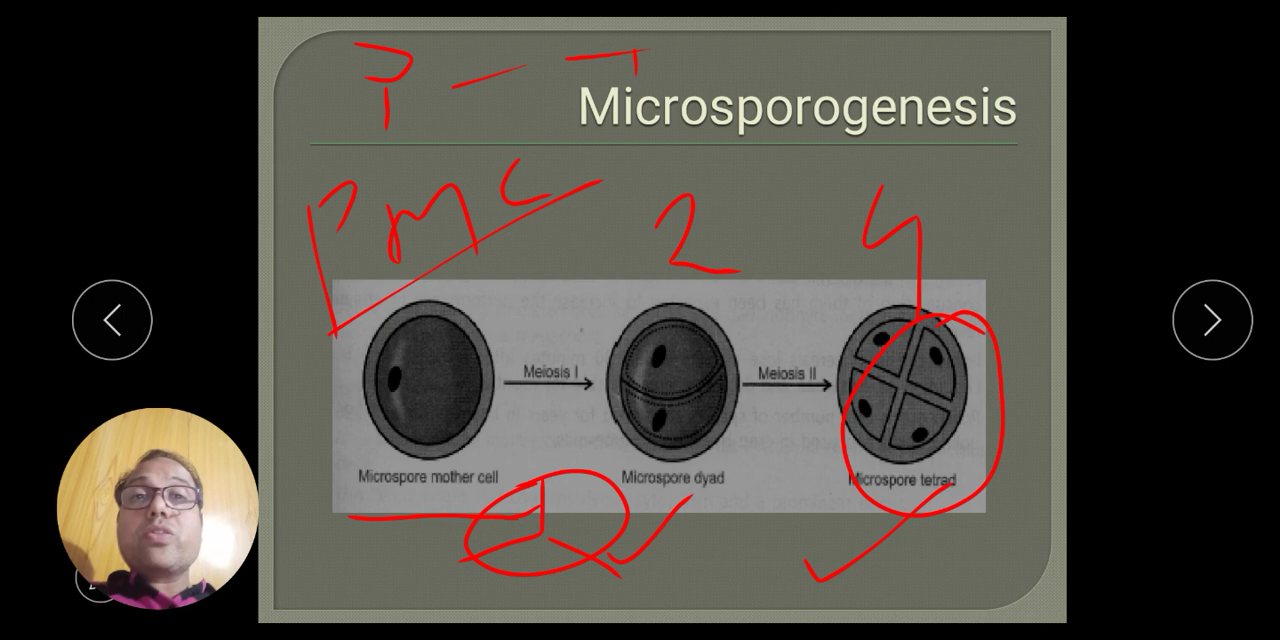 P — T
Microsporogenesis
PMC 2 4
Meiosis I Meiosis II
Microspore mother cell Microspore dyad Microspore tetrad